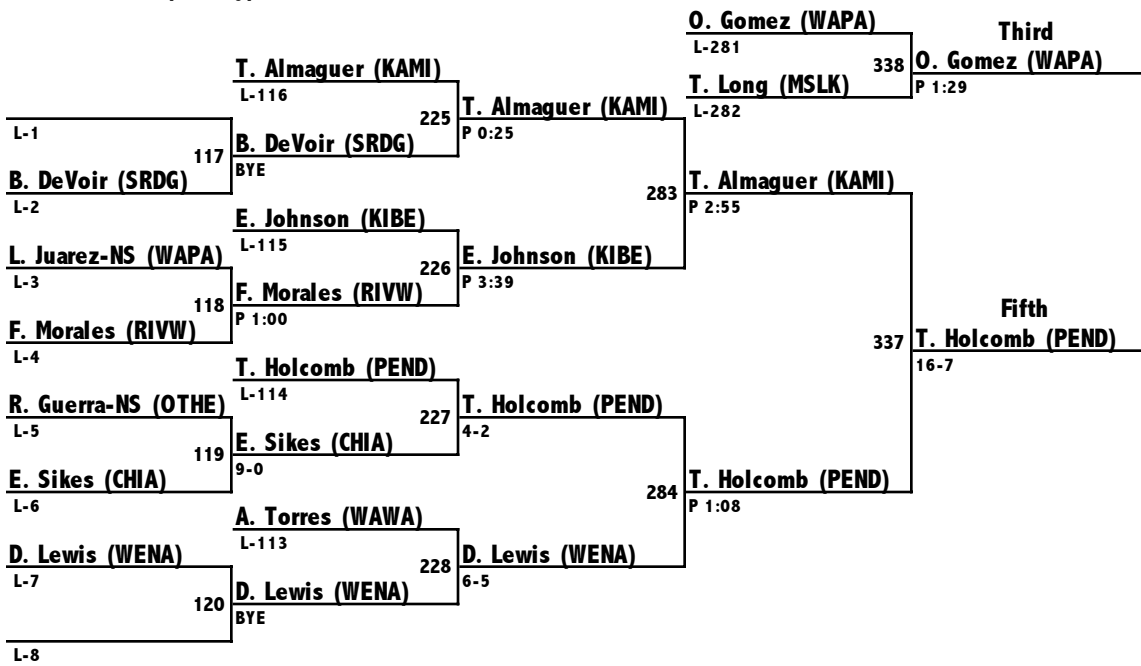 O. Gomez (WAPA)
L-281
Third
338
O. Gomez (WAPA)
P 1:29
T. Long (MSLK)
L-282
T. Almaguer (KAMI)
L-116
225
T. Almaguer (KAMI)
P 0:25
L-1
117
B. DeVoir (SRDG)
BYE
B. DeVoir (SRDG)
L-2
283
T. Almaguer (KAMI)
P 2:55
E. Johnson (KIBE)
L-115
226
E. Johnson (KIBE)
P 3:39
L. Juarez-NS (WAPA)
L-3
118
F. Morales (RIVW)
P 1:00
F. Morales (RIVW)
L-4
Fifth
337
T. Holcomb (PEND)
16-7
T. Holcomb (PEND)
L-114
227
T. Holcomb (PEND)
4-2
R. Guerra-NS (OTHE)
L-5
119
E. Sikes (CHIA)
9-0
E. Sikes (CHIA)
L-6
284
T. Holcomb (PEND)
P 1:08
A. Torres (WAWA)
L-113
228
D. Lewis (WENA)
6-5
D. Lewis (WENA)
L-7
120
D. Lewis (WENA)
BYE
L-8